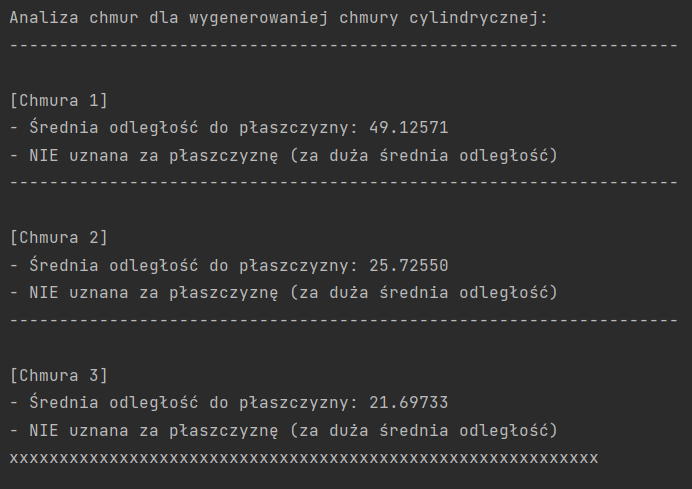 Analiza chmur dla wygenerowaniej chmury cylindrycznej:
-------------------------------------------------------------------
[Chmura 1]
- Średnia odległość do płaszczyzny: 49.12571
- NIE uznana za płaszczyznę (za duża średnia odległość)
-------------------------------------------------------------------
[Chmura 2]
- Średnia odległość do płaszczyzny: 25.72550
- NIE uznana za płaszczyznę (za duża średnia odległość)
-------------------------------------------------------------------
[Chmura 3]
- Średnia odległość do płaszczyzny: 21.69733
- NIE uznana za płaszczyznę (za duża średnia odległość)
xxxxxxxxxxxxxxxxxxxxxxxxxxxxxxxxxxxxxxxxxxxxxxxxxxxxxxxxxxx